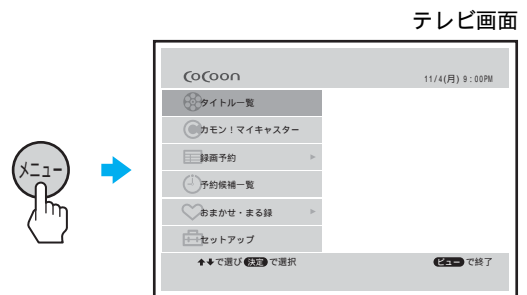 テレビ画面
CoCoon
11/4(月) 9:00PM
タイトル一覧
カモン!マイキャスター
録画予約
予約候補一覧
おまかせ・まる録
セットアップ
メニュー
↑↓で選び 決定 で選択
ビュー で終了